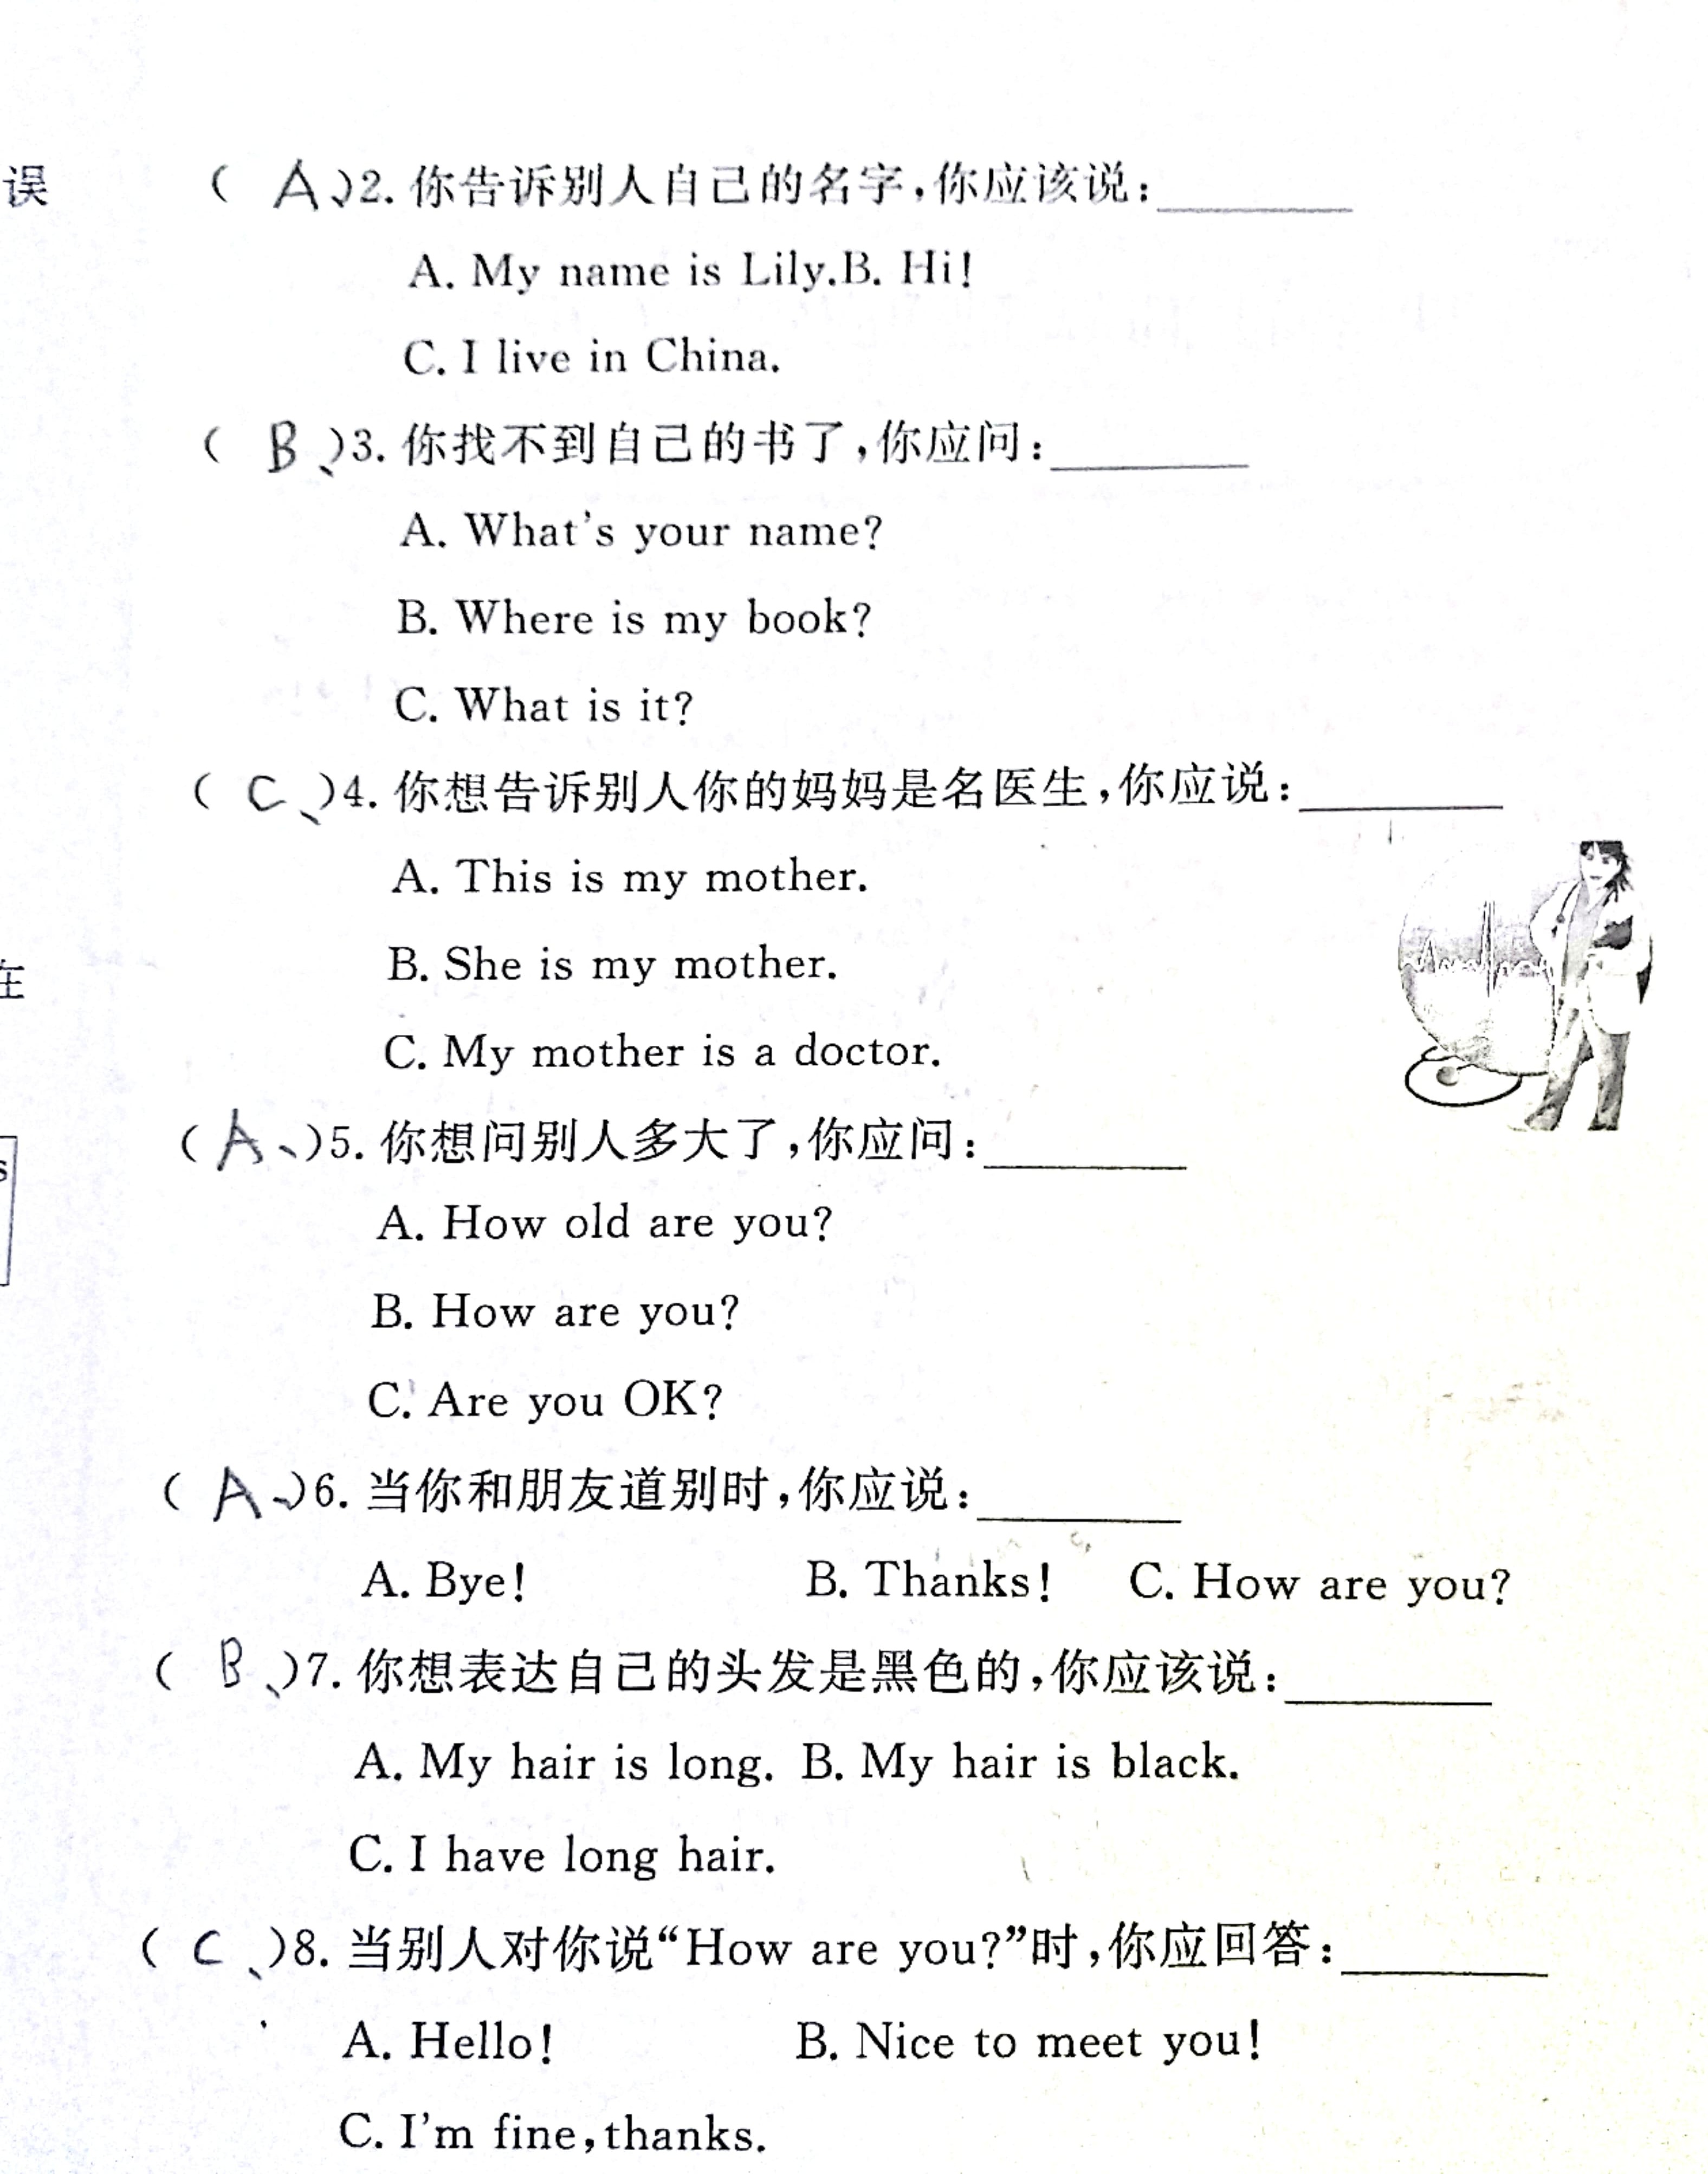 误
( A、)2. 你告诉别人自己的名字,你应该说:________
A. My name is Lily.B. Hi!
C. I live in China.
( B、)3. 你找不到自己的书了,你应问:________
A. What's your name?
B. Where is my book?
C. What is it?
( C、)4. 你想告诉别人你的妈妈是名医生,你应说:________
A. This is my mother.
B. She is my mother.
在
C. My mother is a doctor.
( A、)5. 你想问别人多大了,你应问:________
s
A. How old are you?
B. How are you?
C. Are you OK?
( A、)6. 当你和朋友道别时,你应说:________
A. Bye! B. Thanks! C. How are you?
( B、)7. 你想表达自己的头发是黑色的,你应该说:________
A. My hair is long. B. My hair is black.
C. I have long hair.
( C、)8. 当别人对你说“How are you?”时,你应回答:________
A. Hello! B. Nice to meet you!
C. I'm fine,thanks.